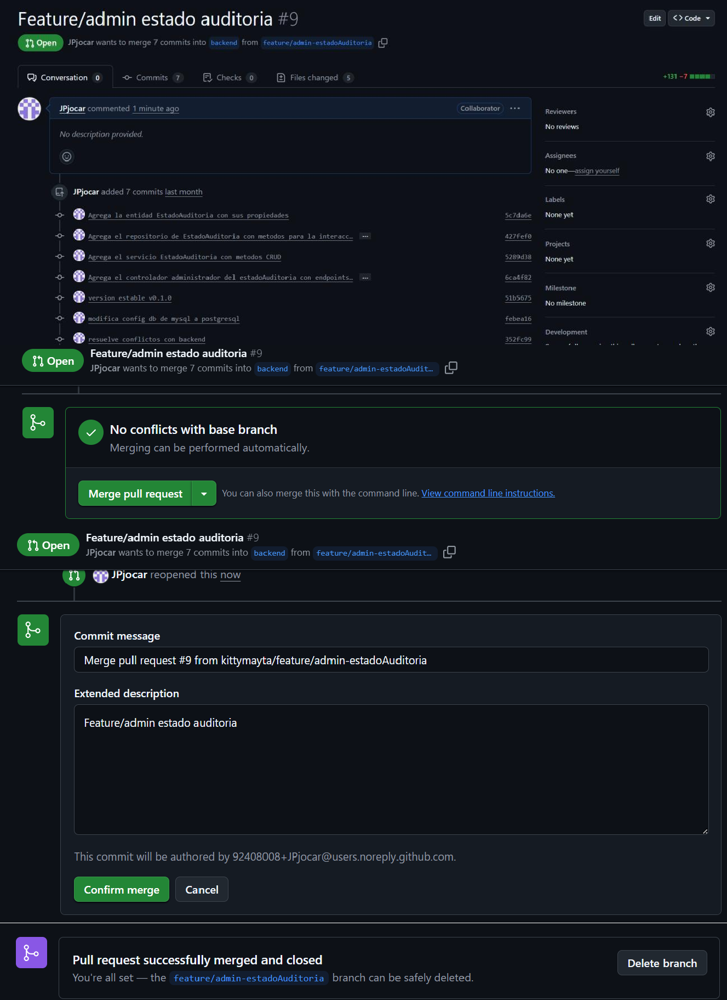 Feature/admin estado auditoria #9
Edit
Code
Open
JPjocar wants to merge 7 commits into backend from feature/admin-estadoAuditoria
Conversation 0
Commits 7
Checks 0
Files changed 5
+131 −7
JPjocar commented 1 minute ago
Collaborator
No description provided.
Reviewers
No reviews
Assignees
No one—assign yourself
Labels
None yet
Projects
None yet
Milestone
No milestone
Development
JPjocar added 7 commits last month
Agrega la entidad EstadoAuditoria con sus propiedades
5c7da6e
Agrega el repositorio de EstadoAuditoria con metodos para la interacc…
427fef0
Agrega el servicio EstadoAuditoria con metodos CRUD
5289d38
Agrega el controlador administrador del estadoAuditoria con endpoints…
6ca4f82
version estable v0.1.0
51b5675
modifica config db de mysql a postgresql
febea16
resuelve conflictos con backend
352fc99
Open
Feature/admin estado auditoria #9
JPjocar wants to merge 7 commits into backend from feature/admin-estadoAudit…
No conflicts with base branch
Merging can be performed automatically.
Merge pull request
You can also merge this with the command line. View command line instructions.
Open
Feature/admin estado auditoria #9
JPjocar wants to merge 7 commits into backend from feature/admin-estadoAudit…
JPjocar reopened this now
Commit message
Merge pull request #9 from kittymayta/feature/admin-estadoAuditoria
Extended description
Feature/admin estado auditoria
This commit will be authored by 92408008+JPjocar@users.noreply.github.com.
Confirm merge
Cancel
Pull request successfully merged and closed
You're all set — the feature/admin-estadoAuditoria branch can be safely deleted.
Delete branch